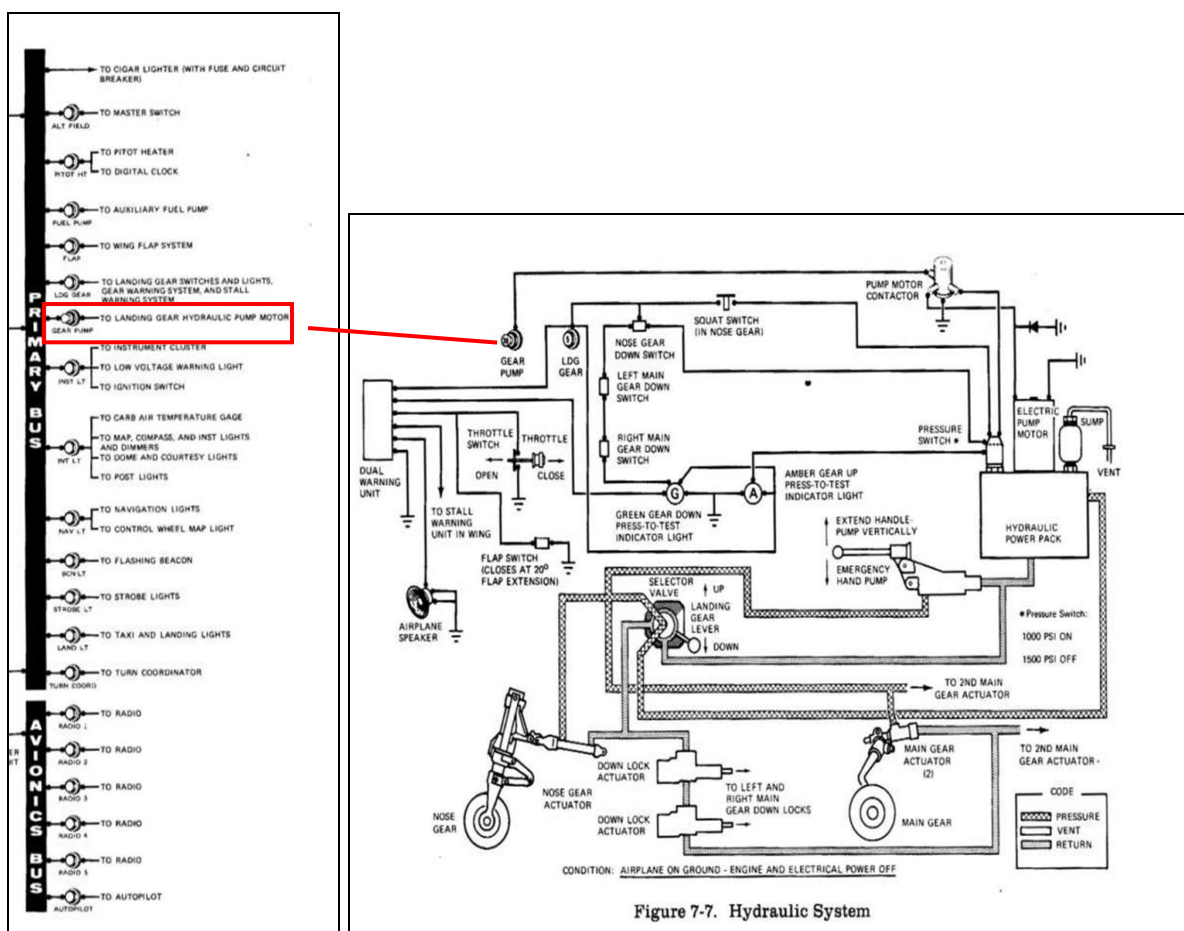 TO CIGAR LIGHTER (WITH FUSE AND CIRCUIT
BREAKER)
TO MASTER SWITCH
ALT FIELD
TO PITOT HEATER
PITOT HT
TO DIGITAL CLOCK
TO AUXILIARY FUEL PUMP
FUEL PUMP
TO WING FLAP SYSTEM
FLAP
TO LANDING GEAR SWITCHES AND LIGHTS,
GEAR WARNING SYSTEM, AND STALL
WARNING SYSTEM
LDG GEAR
TO LANDING GEAR HYDRAULIC PUMP MOTOR
GEAR PUMP
TO INSTRUMENT CLUSTER
TO LOW VOLTAGE WARNING LIGHT
INST LT
TO IGNITION SWITCH
TO CARB AIR TEMPERATURE GAGE
TO MAP, COMPASS, AND INST LIGHTS
AND DIMMERS
INT LT
TO DOME AND COURTESY LIGHTS
TO POST LIGHTS
TO NAVIGATION LIGHTS
NAV LT
TO CONTROL WHEEL MAP LIGHT
TO FLASHING BEACON
BCN LT
TO STROBE LIGHTS
STROBE LT
TO TAXI AND LANDING LIGHTS
LAND LT
TO TURN COORDINATOR
TURN COORD
PRIMARY BUS
TO RADIO
RADIO 1
TO RADIO
RADIO 2
TO RADIO
RADIO 3
TO RADIO
RADIO 4
TO RADIO
RADIO 5
TO AUTOPILOT
AUTOPILOT
AVIONICS BUS
ER
RT
PUMP MOTOR
CONTACTOR
SQUAT SWITCH
(IN NOSE GEAR)
GEAR
PUMP
LDG
GEAR
NOSE GEAR
DOWN SWITCH
LEFT MAIN
GEAR DOWN
SWITCH
ELECTRIC
PUMP
MOTOR
SUMP
PRESSURE
SWITCH *
VENT
THROTTLE
SWITCH
THROTTLE
OPEN
CLOSE
RIGHT MAIN
GEAR DOWN
SWITCH
DUAL
WARNING
UNIT
AMBER GEAR UP
PRESS-TO-TEST
INDICATOR LIGHT
G
A
GREEN GEAR DOWN
PRESS-TO-TEST
INDICATOR LIGHT
TO STALL
WARNING
UNIT IN WING
FLAP SWITCH
(CLOSES AT 20°
FLAP EXTENSION)
EXTEND HANDLE-
PUMP VERTICALLY
HYDRAULIC
POWER PACK
EMERGENCY
HAND PUMP
SELECTOR
VALVE
UP
LANDING
GEAR
LEVER
DOWN
AIRPLANE
SPEAKER
*Pressure Switch:
1000 PSI ON
1500 PSI OFF
TO 2ND MAIN
GEAR ACTUATOR
TO 2ND MAIN
GEAR ACTUATOR
MAIN GEAR
ACTUATOR
(2)
DOWN LOCK
ACTUATOR
NOSE GEAR
ACTUATOR
TO LEFT AND
RIGHT MAIN
GEAR DOWN LOCKS
DOWN LOCK
ACTUATOR
NOSE
GEAR
MAIN GEAR
CODE
PRESSURE
VENT
RETURN
CONDITION: AIRPLANE ON GROUND - ENGINE AND ELECTRICAL POWER OFF
Figure 7-7. Hydraulic System